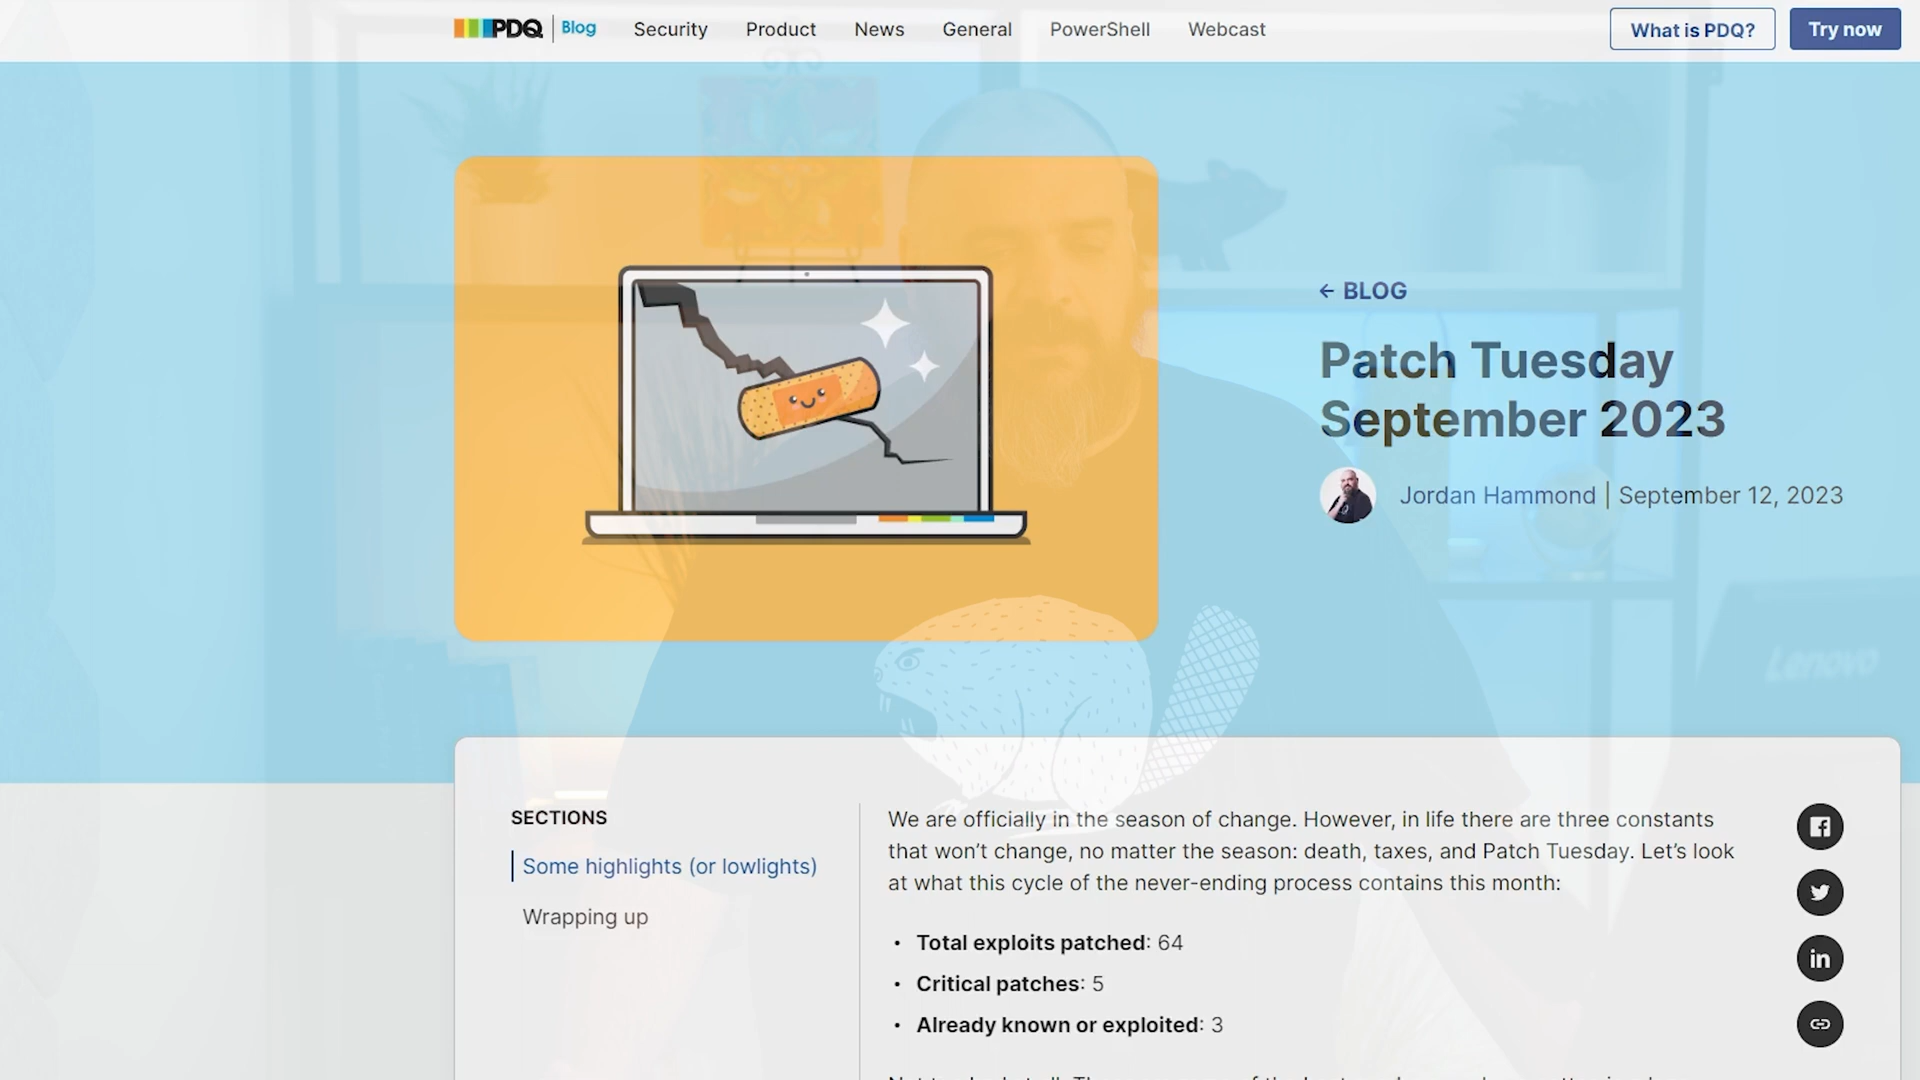 PDQ Blog Security Product News General PowerShell Webcast What is PDQ? Try now
← BLOG
Patch Tuesday
September 2023
Jordan Hammond | September 12, 2023
Lenovo
SECTIONS
Some highlights (or lowlights)
Wrapping up
We are officially in the season of change. However, in life there are three constants
that won't change, no matter the season: death, taxes, and Patch Tuesday. Let's look
at what this cycle of the never-ending process contains this month:
• Total exploits patched: 64
• Critical patches: 5
• Already known or exploited: 3